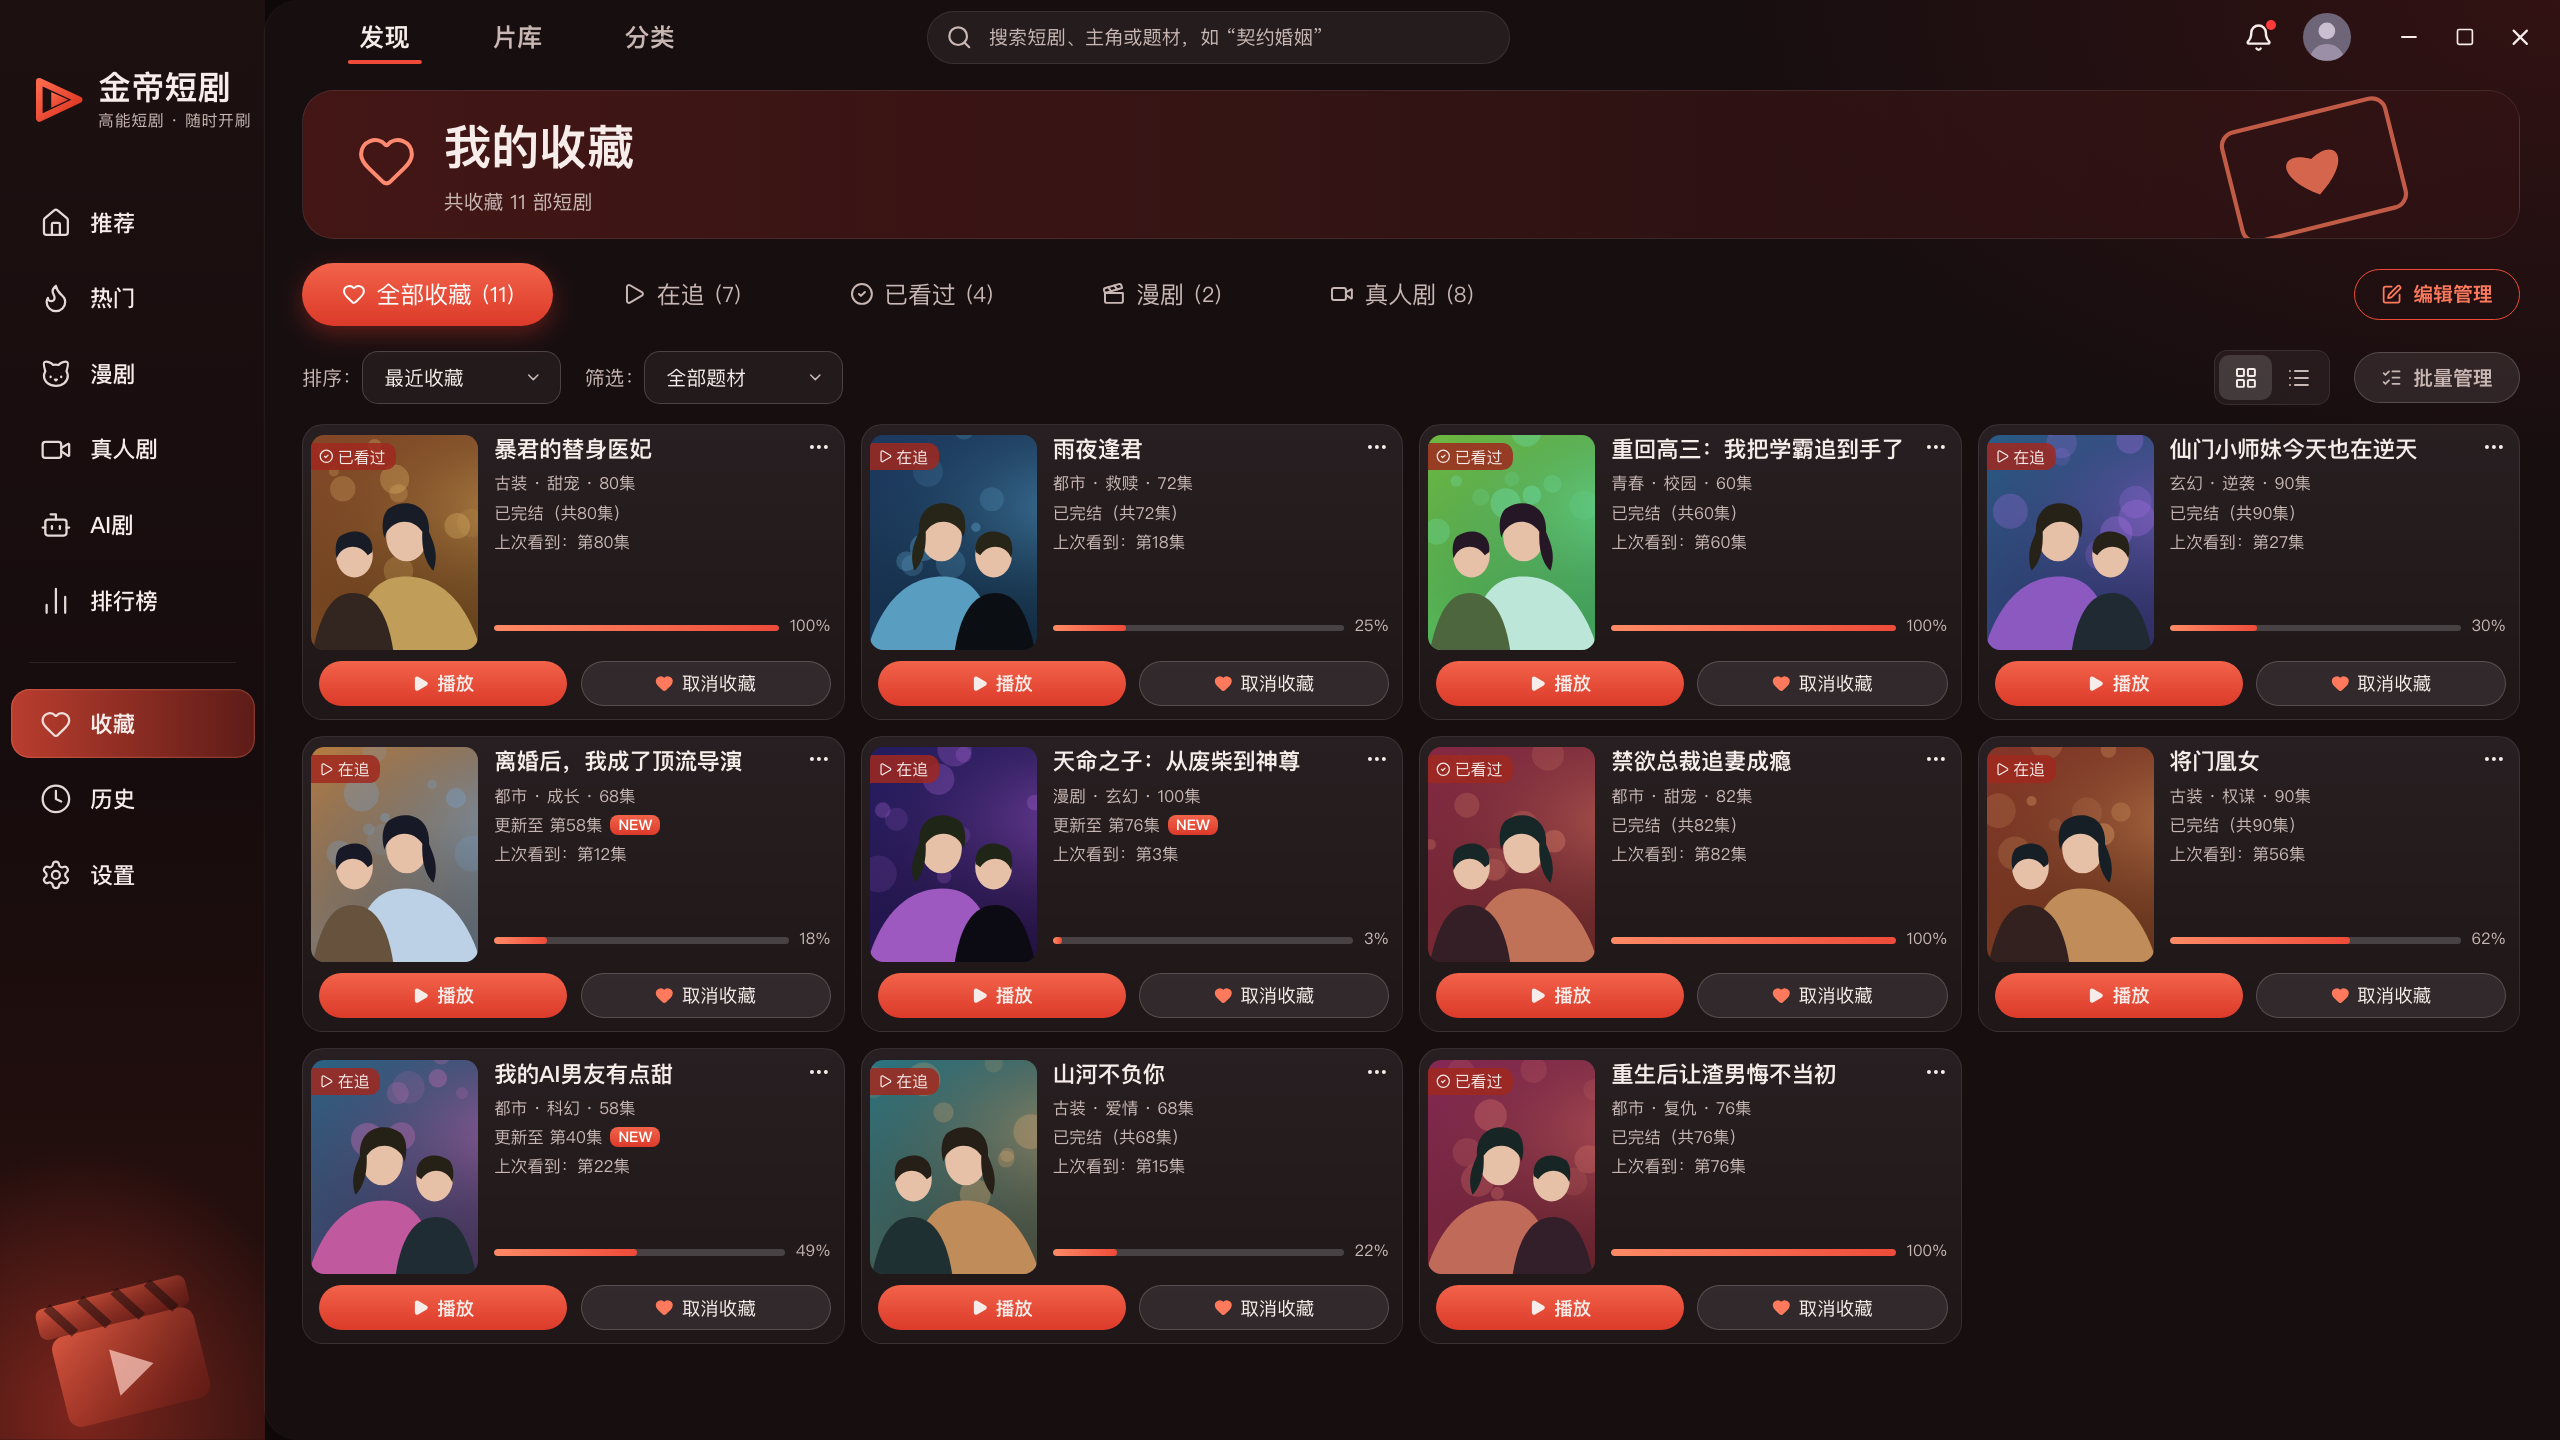 发现
片库
分类
搜索短剧、主角或题材，如 “契约婚姻”
金帝短剧
高能短剧 · 随时开刷
推荐
热门
漫剧
真人剧
AI剧
排行榜
收藏
历史
设置
我的收藏
共收藏 11 部短剧
全部收藏 (11)
在追 (7)
已看过 (4)
漫剧 (2)
真人剧 (8)
编辑管理
排序：
最近收藏
筛选：
全部题材
批量管理
已看过
暴君的替身医妃
古装 · 甜宠 · 80集
已完结（共80集）
上次看到：第80集
100%
播放
取消收藏
在追
雨夜逢君
都市 · 救赎 · 72集
已完结（共72集）
上次看到：第18集
25%
播放
取消收藏
已看过
重回高三：我把学霸追到手了
青春 · 校园 · 60集
已完结（共60集）
上次看到：第60集
100%
播放
取消收藏
在追
仙门小师妹今天也在逆天
玄幻 · 逆袭 · 90集
已完结（共90集）
上次看到：第27集
30%
播放
取消收藏
在追
离婚后，我成了顶流导演
都市 · 成长 · 68集
更新至 第58集 NEW
上次看到：第12集
18%
播放
取消收藏
在追
天命之子：从废柴到神尊
漫剧 · 玄幻 · 100集
更新至 第76集 NEW
上次看到：第3集
3%
播放
取消收藏
已看过
禁欲总裁追妻成瘾
都市 · 甜宠 · 82集
已完结（共82集）
上次看到：第82集
100%
播放
取消收藏
在追
将门凰女
古装 · 权谋 · 90集
已完结（共90集）
上次看到：第56集
62%
播放
取消收藏
在追
我的AI男友有点甜
都市 · 科幻 · 58集
更新至 第40集 NEW
上次看到：第22集
49%
播放
取消收藏
在追
山河不负你
古装 · 爱情 · 68集
已完结（共68集）
上次看到：第15集
22%
播放
取消收藏
已看过
重生后让渣男悔不当初
都市 · 复仇 · 76集
已完结（共76集）
上次看到：第76集
100%
播放
取消收藏